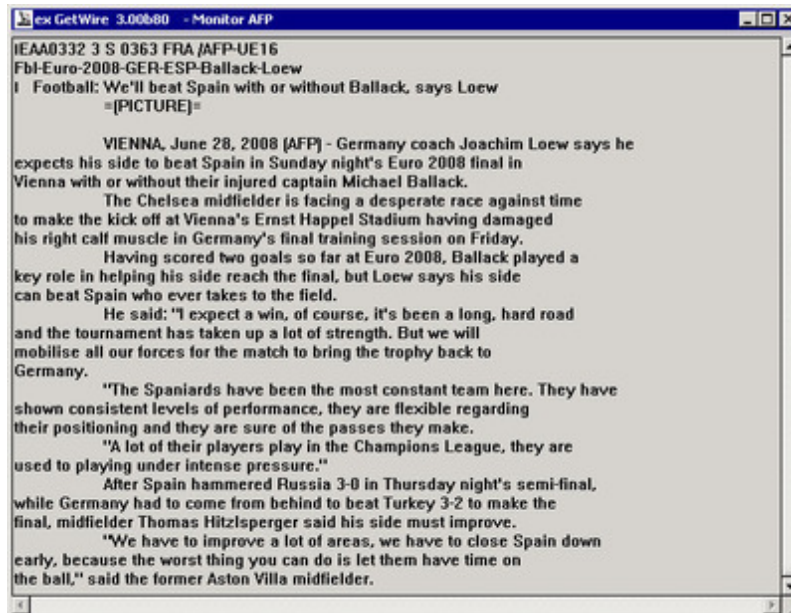 ex GetWire 3.00b80 - Monitor AFP
IEAA0332 3 S 0363 FRA /AFP-UE16
Fbl-Euro-2008-GER-ESP-Ballack-Loew
I Football: We'll beat Spain with or without Ballack, says Loew
=(PICTURE)=
VIENNA, June 28, 2008 (AFP) - Germany coach Joachim Loew says he
expects his side to beat Spain in Sunday night's Euro 2008 final in
Vienna with or without their injured captain Michael Ballack.
The Chelsea midfielder is facing a desperate race against time
to make the kick off at Vienna's Ernst Happel Stadium having damaged
his right calf muscle in Germany's final training session on Friday.
Having scored two goals so far at Euro 2008, Ballack played a
key role in helping his side reach the final, but Loew says his side
can beat Spain who ever takes to the field.
He said: "I expect a win, of course, it's been a long, hard road
and the tournament has taken up a lot of strength. But we will
mobilise all our forces for the match to bring the trophy back to
Germany.
"The Spaniards have been the most constant team here. They have
shown consistent levels of performance, they are flexible regarding
their positioning and they are sure of the passes they make.
"A lot of their players play in the Champions League, they are
used to playing under intense pressure."
After Spain hammered Russia 3-0 in Thursday night's semi-final,
while Germany had to come from behind to beat Turkey 3-2 to make the
final, midfielder Thomas Hitzlsperger said his side must improve.
"We have to improve a lot of areas, we have to close Spain down
early, because the worst thing you can do is let them have time on
the ball," said the former Aston Villa midfielder.